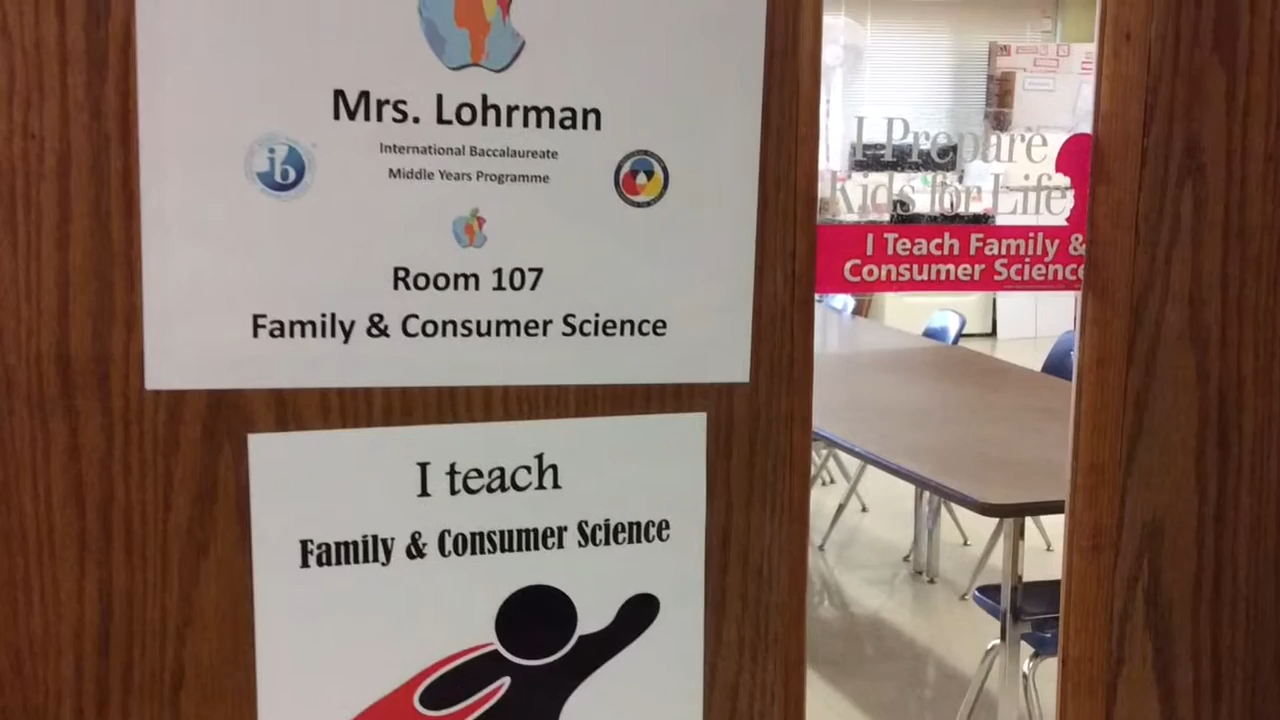 Mrs. Lohrman
International Baccalaureate
Middle Years Programme
ib
Room 107
Family & Consumer Science
I teach
Family & Consumer Science
I Prepare
Kids for Life
I Teach Family &
Consumer Science